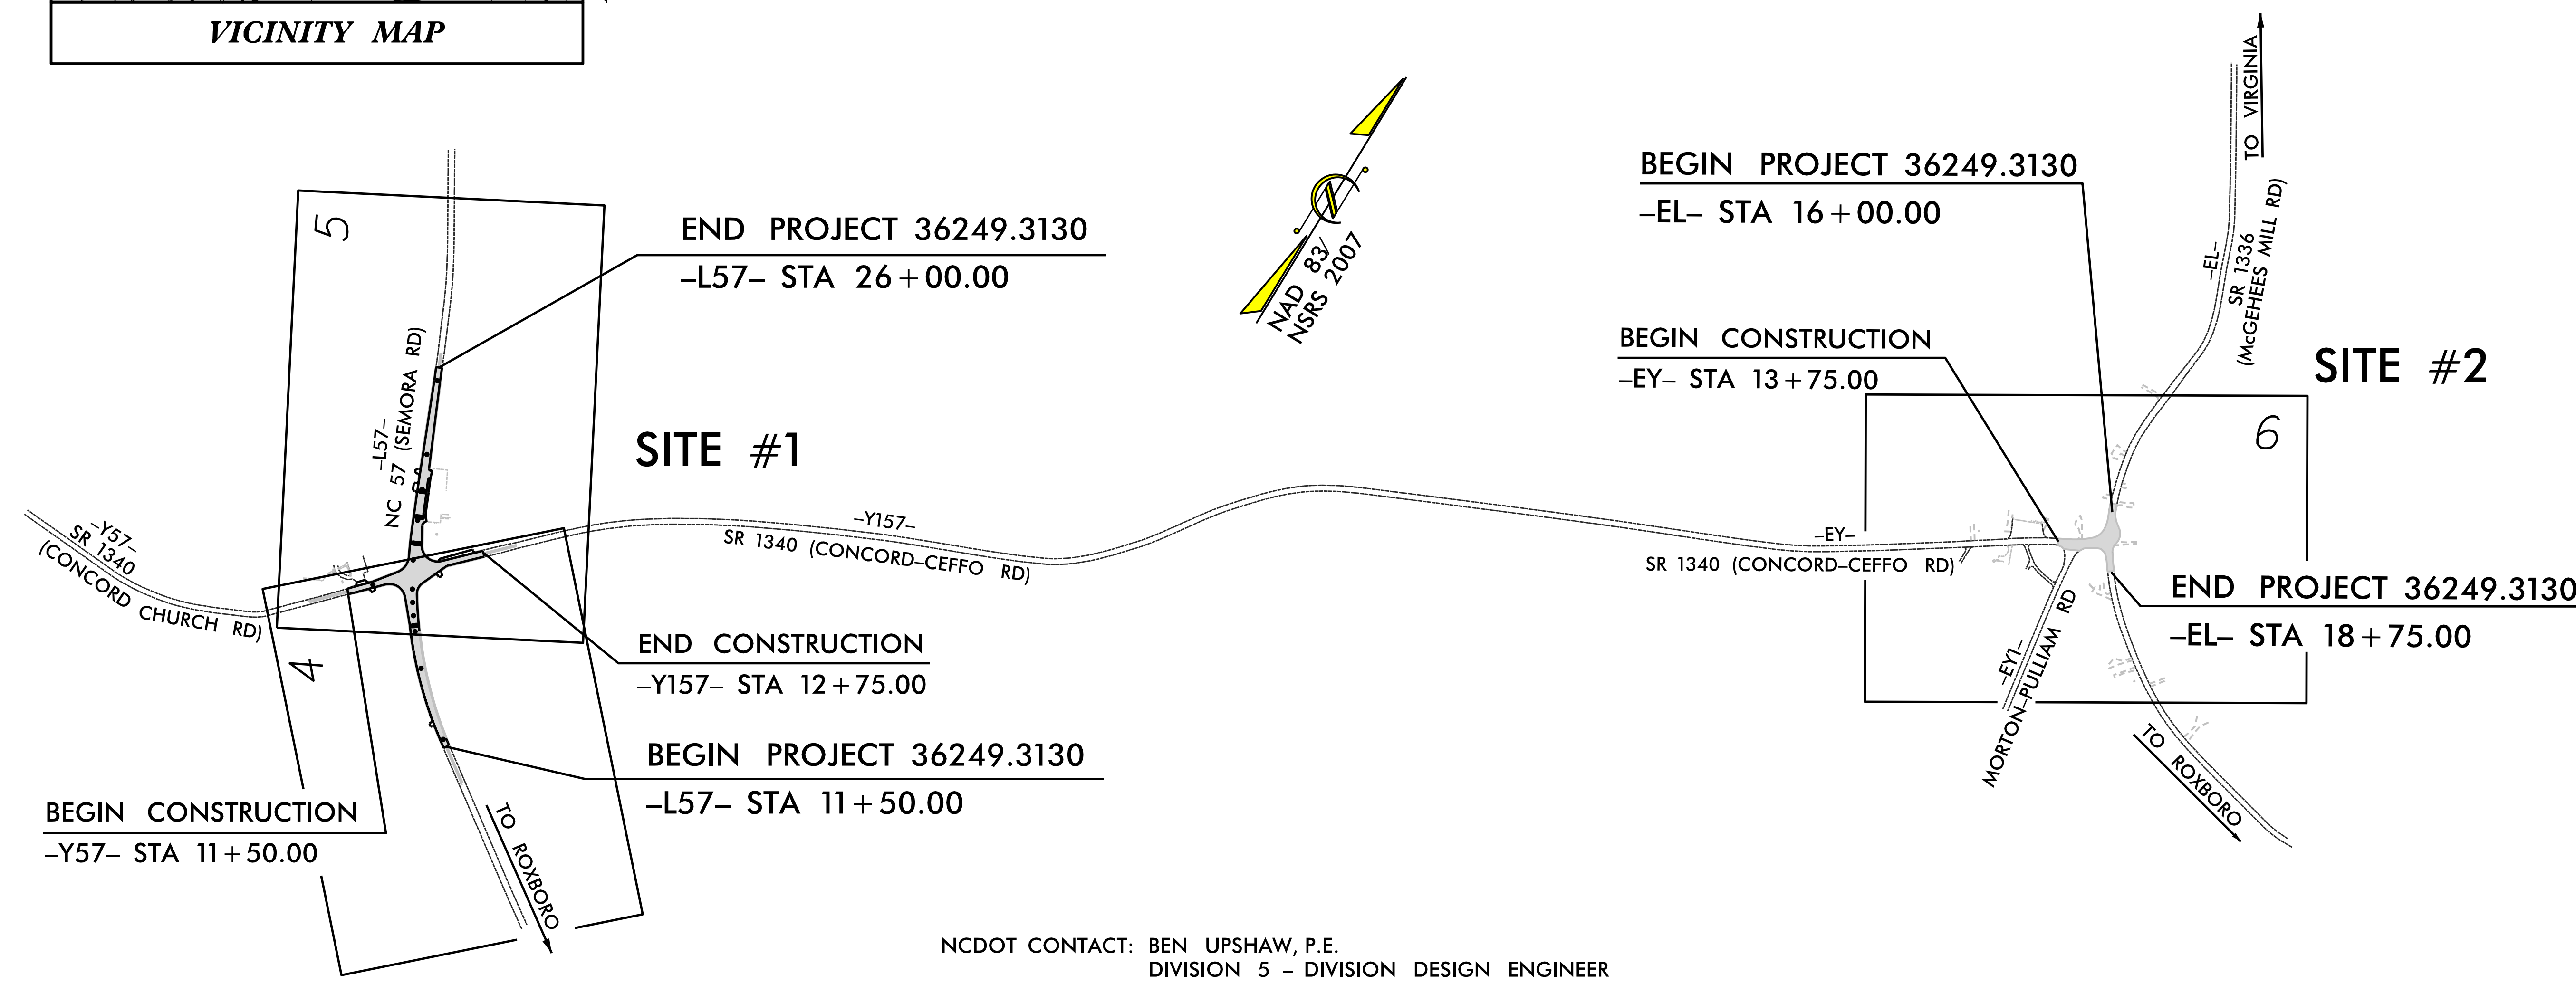 VICINITY MAP
5
END PROJECT 36249.3130
–L57– STA 26+00.00
NAD 83/
NSRS 2007
BEGIN PROJECT 36249.3130
–EL– STA 16+00.00
TO VIRGINIA
–EL–
SR 1336
(McGEHEES MILL RD)
BEGIN CONSTRUCTION
–EY– STA 13+75.00
SITE #2
6
–L57–
NC 57 (SEMORA RD)
SITE #1
–Y57–
SR 1340
(CONCORD CHURCH RD)
–Y157–
SR 1340 (CONCORD–CEFFO RD)
–EY–
SR 1340 (CONCORD–CEFFO RD)
END PROJECT 36249.3130
–EL– STA 18+75.00
–EY1–
MORTON–PULLIAM RD
TO ROXBORO
4
END CONSTRUCTION
–Y157– STA 12+75.00
BEGIN PROJECT 36249.3130
–L57– STA 11+50.00
BEGIN CONSTRUCTION
–Y57– STA 11+50.00
TO ROXBORO
NCDOT CONTACT: BEN UPSHAW, P.E.
DIVISION 5 – DIVISION DESIGN ENGINEER